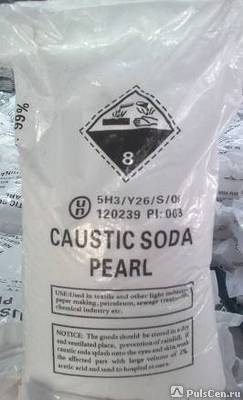 99%
8
un
5H3/Y26/S/0
120239 PI: 003
CAUSTIC SODA
PEARL
USE:Used in textile and other light industry,
paper making, petroleum, sewage treatment,
chemical industry etc.
NOTICE: The goods should be stored in a dry
and ventilated place, prevention of rainfall. If
caustic soda splash onto the eyes and skin wash
the affected part with large volume of 2%
acetic acid and send to hospital at once.
PulsCen.ru